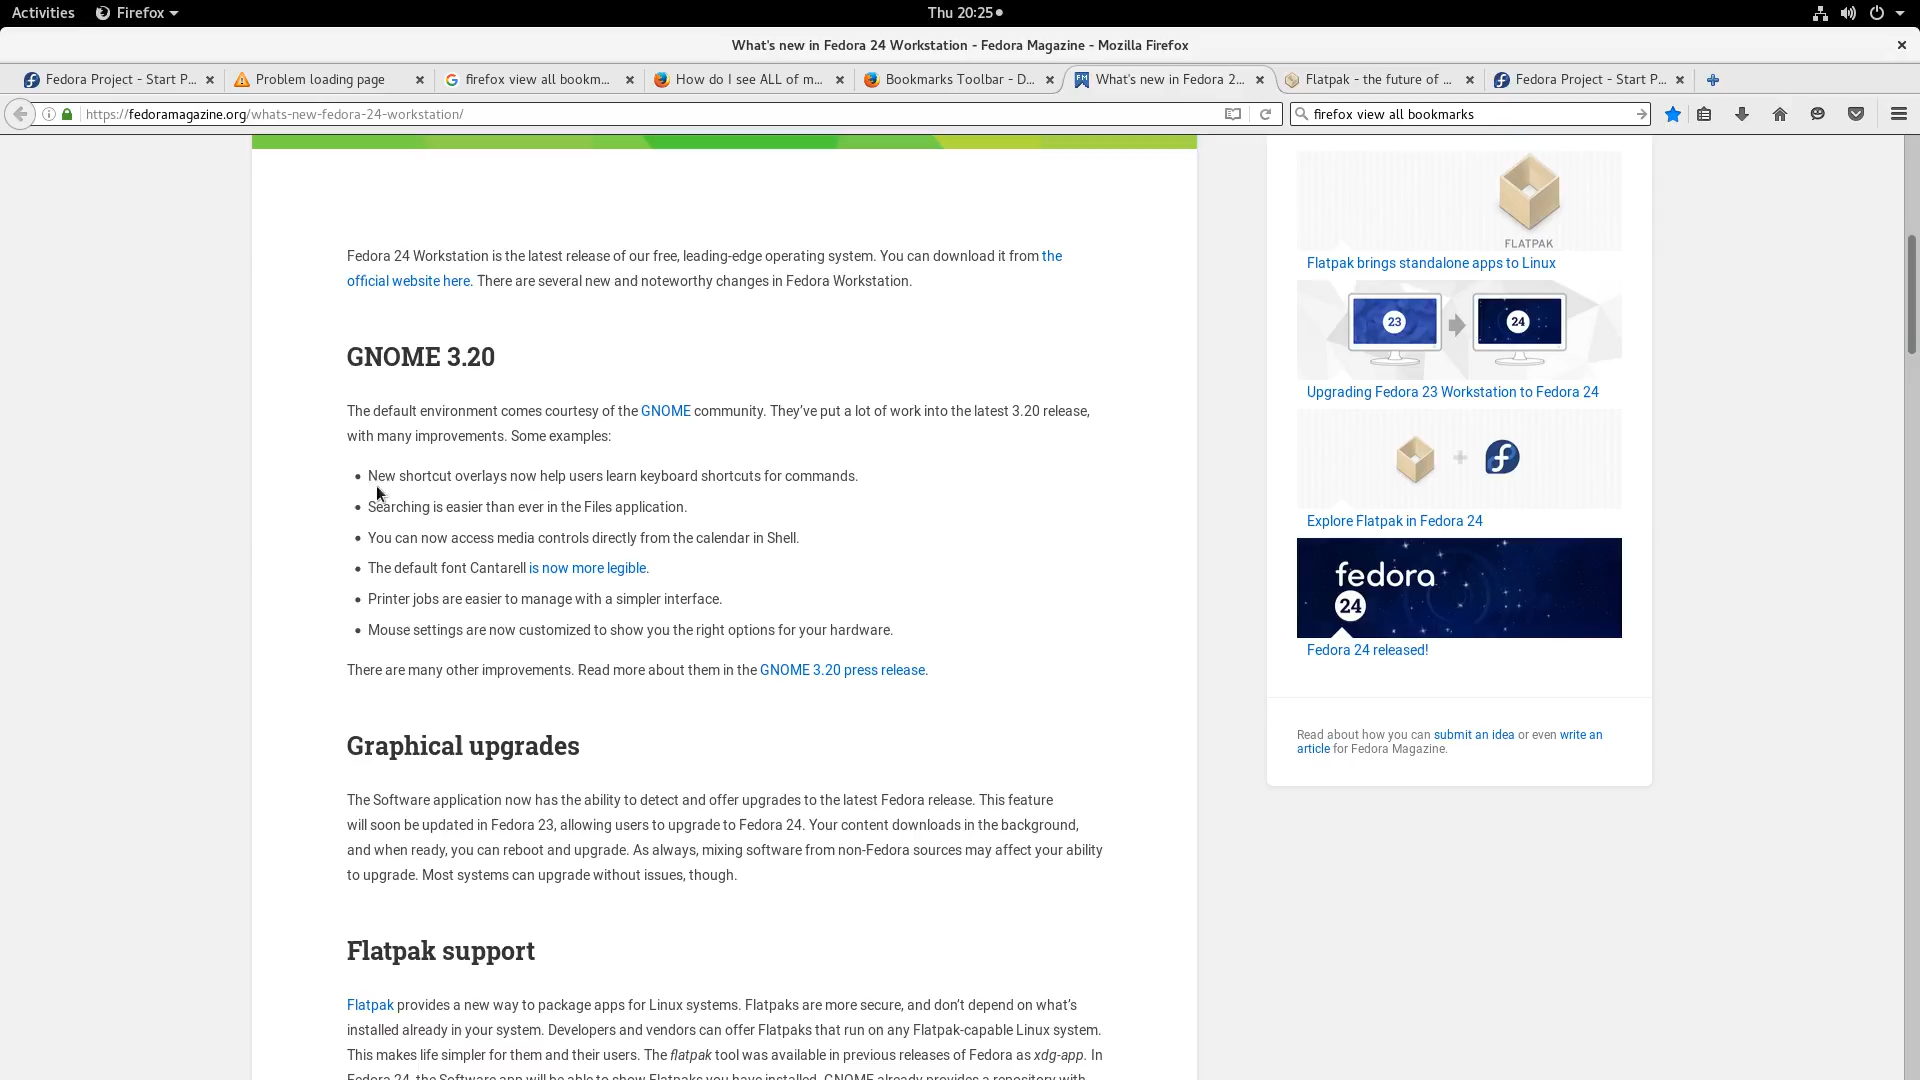 Activities Firefox Thu 20:25
What's new in Fedora 24 Workstation - Fedora Magazine - Mozilla Firefox
Fedora Project - Start P... Problem loading page firefox view all bookm... How do I see ALL of m... Bookmarks Toolbar - D... What's new in Fedora 2... Flatpak - the future of ... Fedora Project - Start P...
https://fedoramagazine.org/whats-new-fedora-24-workstation/ firefox view all bookmarks
Fedora 24 Workstation is the latest release of our free, leading-edge operating system. You can download it from the
official website here. There are several new and noteworthy changes in Fedora Workstation.
GNOME 3.20
The default environment comes courtesy of the GNOME community. They’ve put a lot of work into the latest 3.20 release,
with many improvements. Some examples:
• New shortcut overlays now help users learn keyboard shortcuts for commands.
• Searching is easier than ever in the Files application.
• You can now access media controls directly from the calendar in Shell.
• The default font Cantarell is now more legible.
• Printer jobs are easier to manage with a simpler interface.
• Mouse settings are now customized to show you the right options for your hardware.
There are many other improvements. Read more about them in the GNOME 3.20 press release.
Graphical upgrades
The Software application now has the ability to detect and offer upgrades to the latest Fedora release. This feature
will soon be updated in Fedora 23, allowing users to upgrade to Fedora 24. Your content downloads in the background,
and when ready, you can reboot and upgrade. As always, mixing software from non-Fedora sources may affect your ability
to upgrade. Most systems can upgrade without issues, though.
Flatpak support
Flatpak provides a new way to package apps for Linux systems. Flatpaks are more secure, and don’t depend on what’s
installed already in your system. Developers and vendors can offer Flatpaks that run on any Flatpak-capable Linux system.
This makes life simpler for them and their users. The flatpak tool was available in previous releases of Fedora as xdg-app. In
Fedora 24, the Software app will be able to show Flatpaks you have installed. GNOME already provides a repository with
FLATPAK
Flatpak brings standalone apps to Linux
23 24
Upgrading Fedora 23 Workstation to Fedora 24
Explore Flatpak in Fedora 24
fedora
24
Fedora 24 released!
Read about how you can submit an idea or even write an
article for Fedora Magazine.